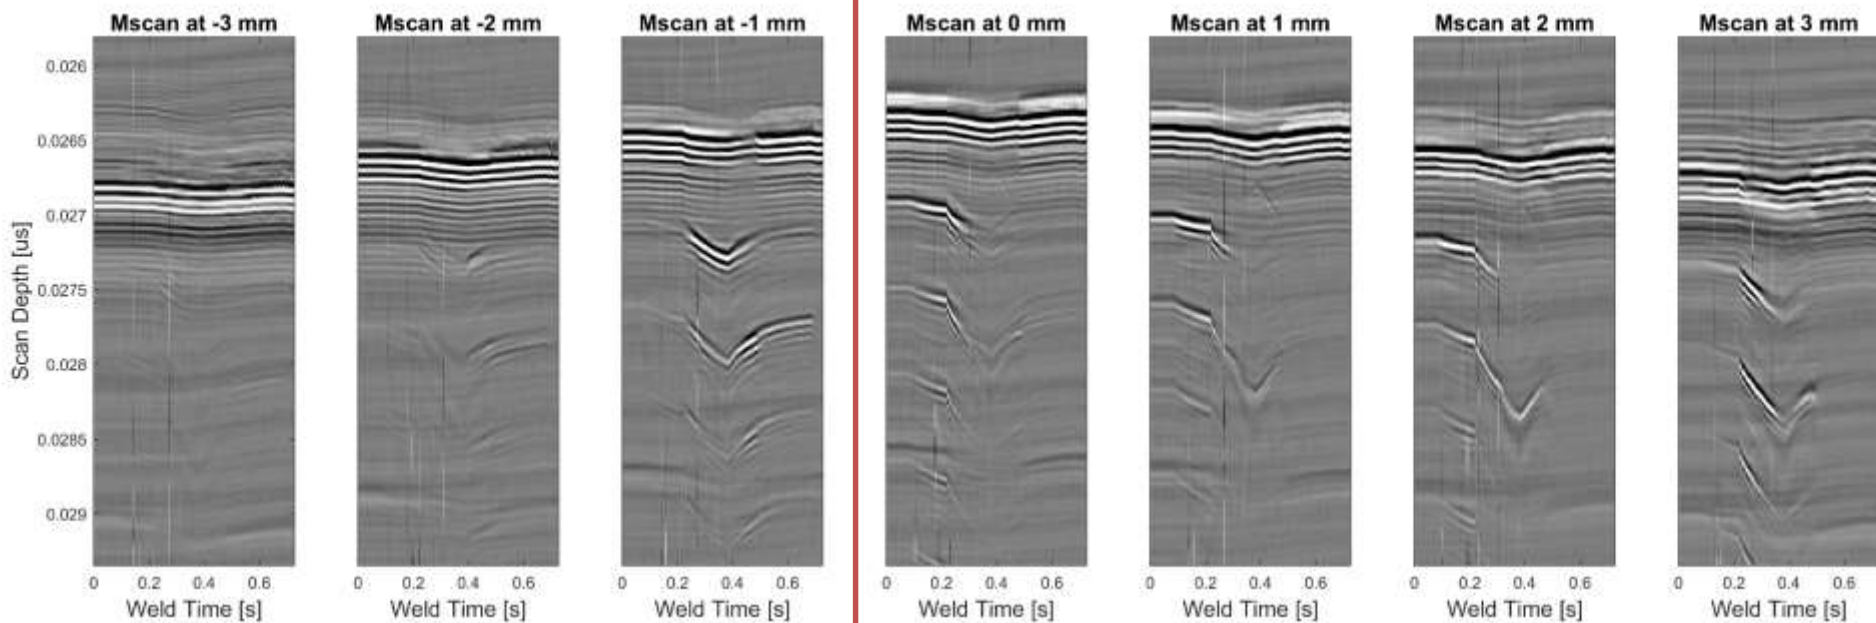 Mscan at -3 mm
Mscan at -2 mm
Mscan at -1 mm
Mscan at 0 mm
Mscan at 1 mm
Mscan at 2 mm
Mscan at 3 mm
Scan Depth [us]
0.026
0.0265
0.027
0.0275
0.028
0.0285
0.029
0 0.2 0.4 0.6
0 0.2 0.4 0.6
0 0.2 0.4 0.6
0 0.2 0.4 0.6
0 0.2 0.4 0.6
0 0.2 0.4 0.6
0 0.2 0.4 0.6
Weld Time [s]
Weld Time [s]
Weld Time [s]
Weld Time [s]
Weld Time [s]
Weld Time [s]
Weld Time [s]